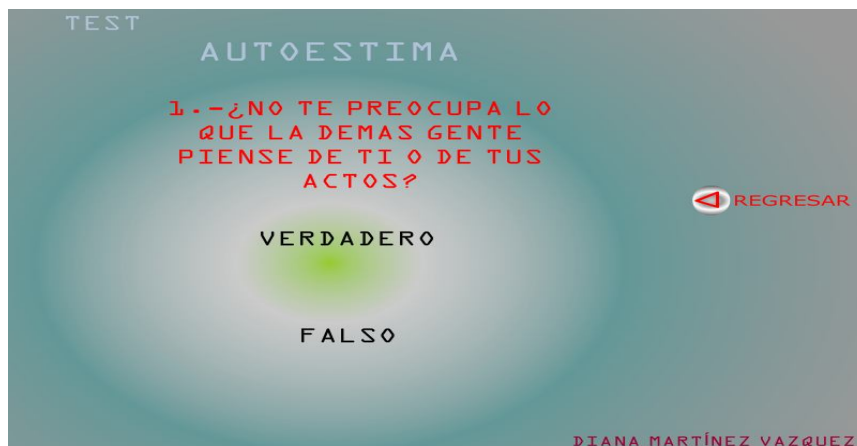 TEST
AUTOESTIMA
1.-¿NO TE PREOCUPA LO
QUE LA DEMAS GENTE
PIENSE DE TI O DE TUS
ACTOS?
REGRESAR
VERDADERO
FALSO
DIANA MARTÍNEZ VAZQUEZ